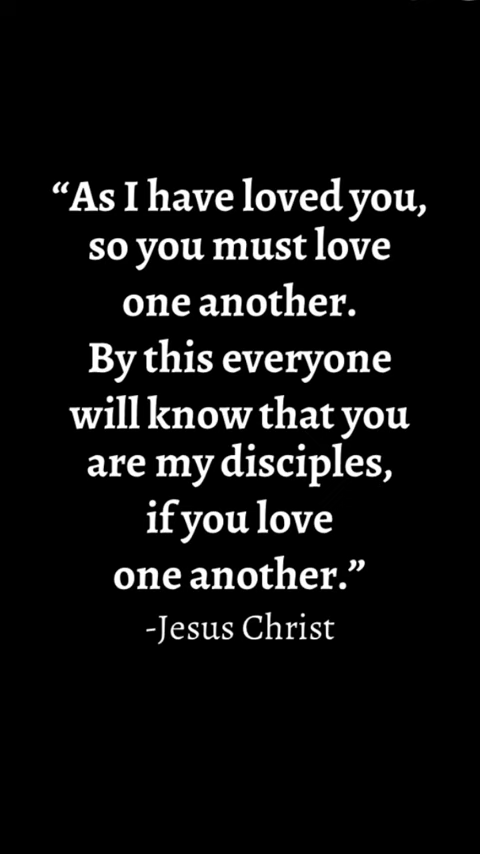 “As I have loved you,
so you must love
one another.
By this everyone
will know that you
are my disciples,
if you love
one another.”
-Jesus Christ